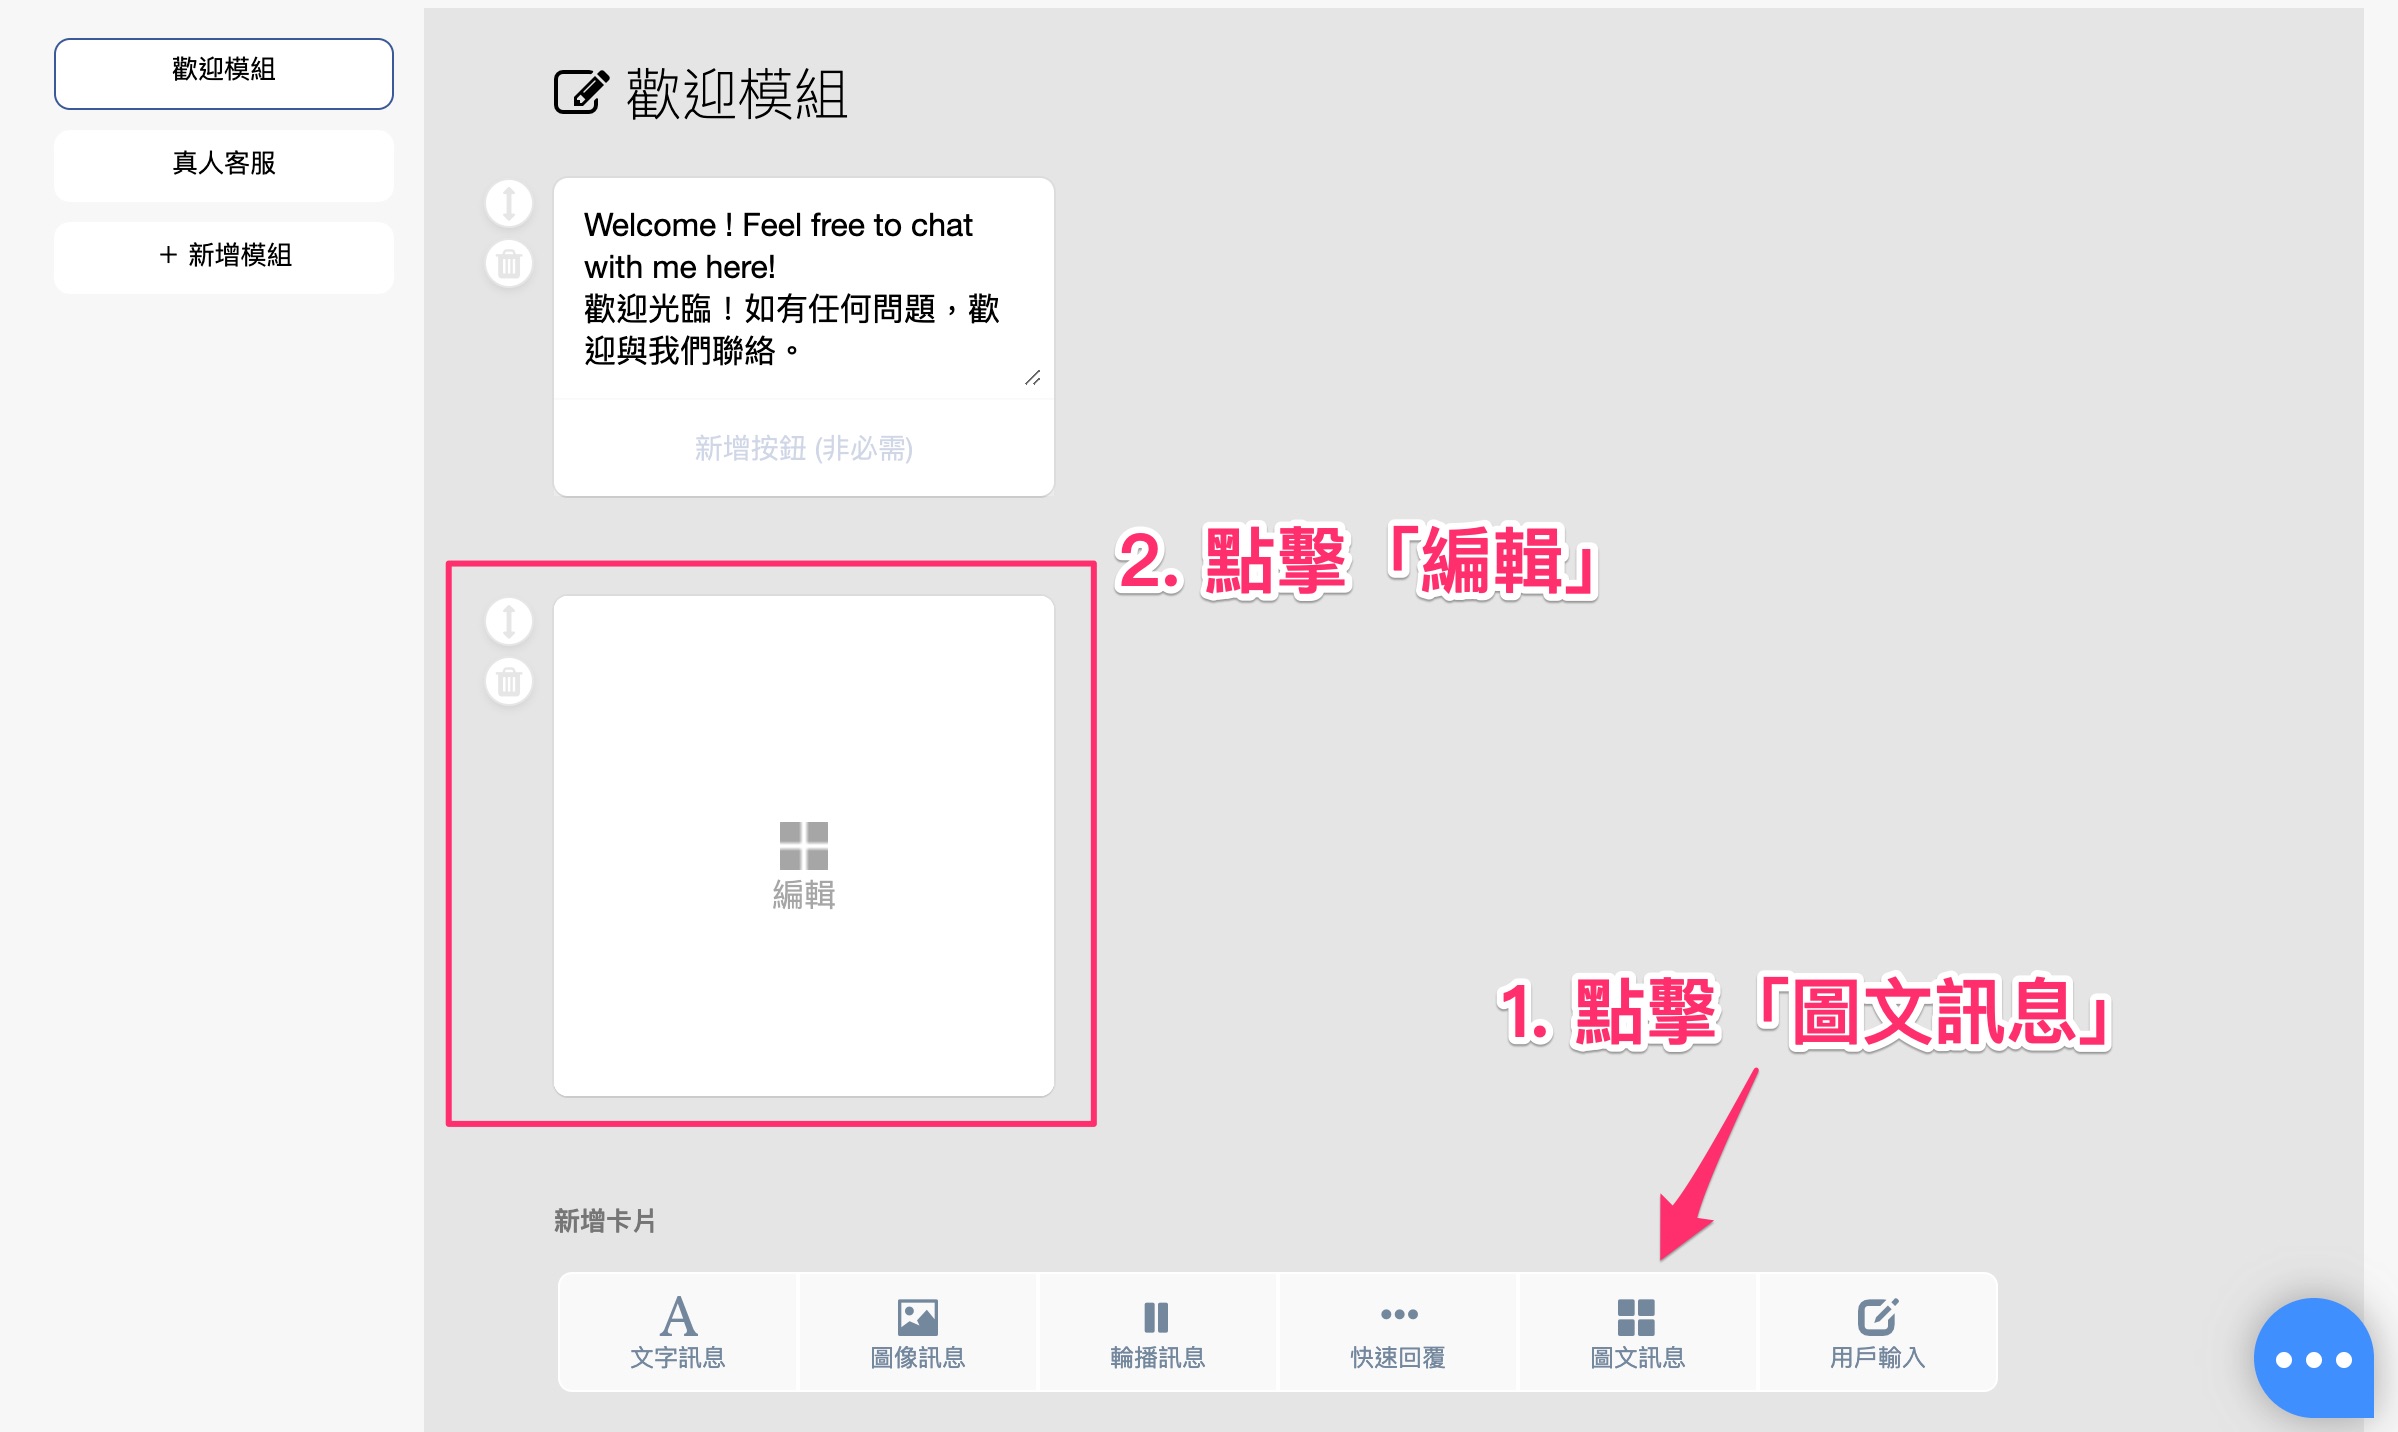 歡迎模組
真人客服
+ 新增模組
歡迎模組
Welcome ! Feel free to chat
with me here!
歡迎光臨！如有任何問題，歡
迎與我們聯絡。
新增按鈕 (非必需)
2. 點擊「編輯」
編輯
1. 點擊「圖文訊息」
新增卡片
文字訊息
圖像訊息
輪播訊息
快速回覆
圖文訊息
用戶輸入